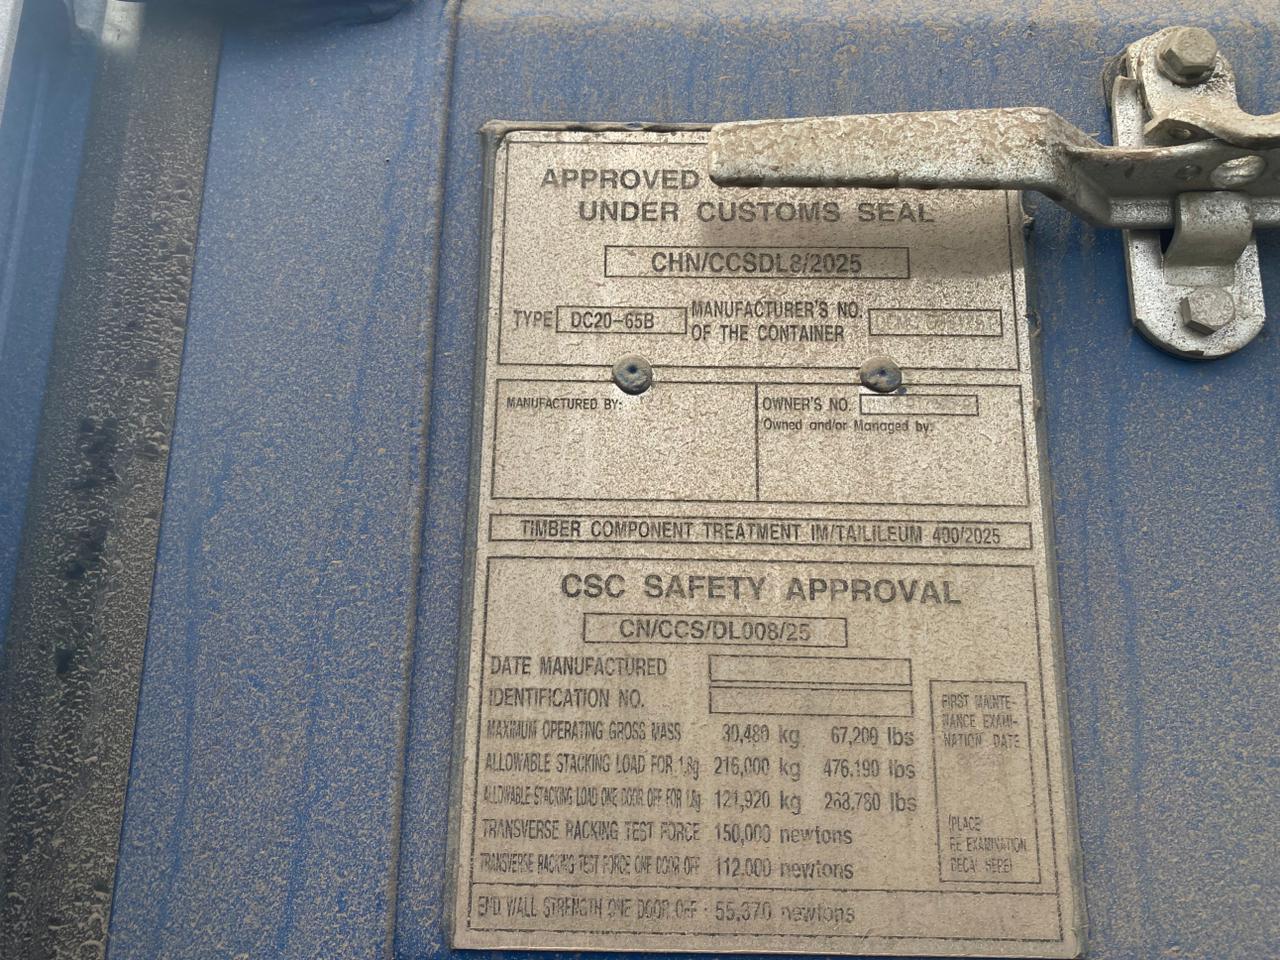 APPROVED
UNDER CUSTOMS SEAL
CHN/CCSDL8/2025
TYPE DC20-65B MANUFACTURER'S NO.
OF THE CONTAINER
MANUFACTURED BY:
OWNER'S NO.
Owned and/or Managed by:
TIMBER COMPONENT TREATMENT IM/TAILILEUM 400/2025
CSC SAFETY APPROVAL
CN/CCS/DL008/25
DATE MANUFACTURED
IDENTIFICATION NO.
MAXIMUM OPERATING GROSS MASS 30,480 kg 67,200 lbs
ALLOWABLE STACKING LOAD FOR 1.8g 216,000 kg 476,190 lbs
ALLOWABLE STACKING LOAD ONE DOOR OFF FOR 1.8g 121,920 kg 268,780 lbs
TRANSVERSE RACKING TEST FORCE 150,000 newtons
TRANSVERSE RACKING TEST FORCE ONE DOOR OFF 112,000 newtons
END WALL STRENGTH ONE DOOR OFF : 55,370 newtons
FIRST MAINTE-
NANCE EXAMI-
NATION DATE
(PLACE
RE EXAMINATION
DECAL HERE)